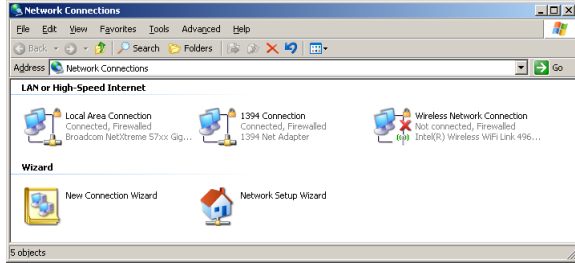 Network Connections
File Edit View Favorites Tools Advanced Help
Back Search Folders
Address Network Connections Go
LAN or High-Speed Internet
Local Area Connection
Connected, Firewalled
Broadcom NetXtreme 57xx Gig...
1394 Connection
Connected, Firewalled
1394 Net Adapter
Wireless Network Connection
Not connected, Firewalled
Intel(R) Wireless WiFi Link 496...
Wizard
New Connection Wizard
Network Setup Wizard
5 objects